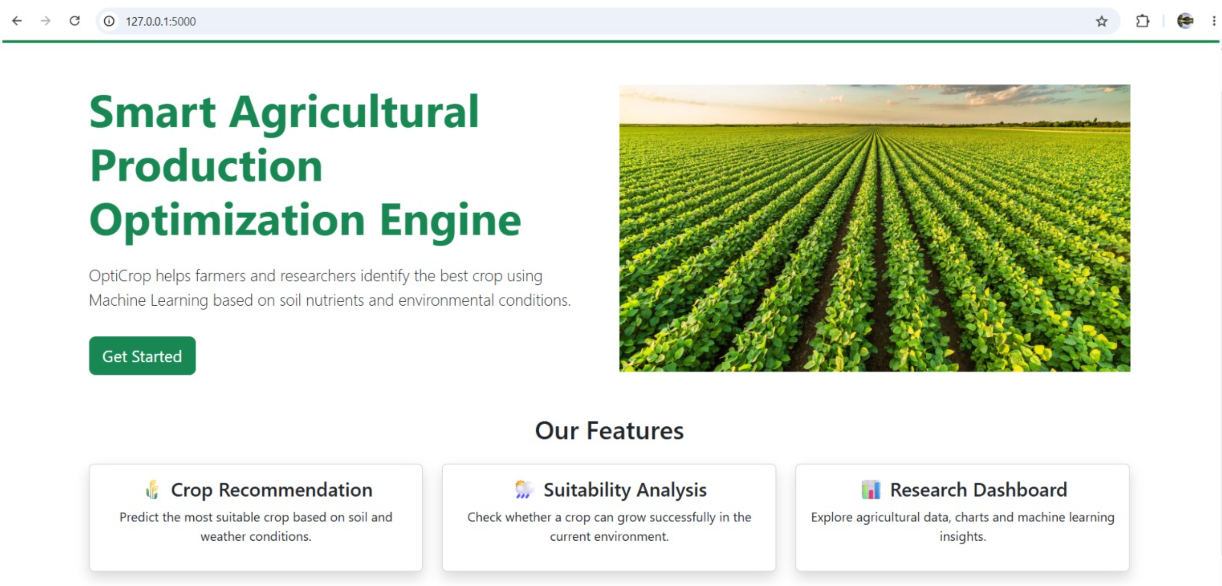 127.0.0.1:5000
Smart Agricultural
Production
Optimization Engine
OptiCrop helps farmers and researchers identify the best crop using
Machine Learning based on soil nutrients and environmental conditions.
Get Started
Our Features
Crop Recommendation
Predict the most suitable crop based on soil and
weather conditions.
Suitability Analysis
Check whether a crop can grow successfully in the
current environment.
Research Dashboard
Explore agricultural data, charts and machine learning
insights.